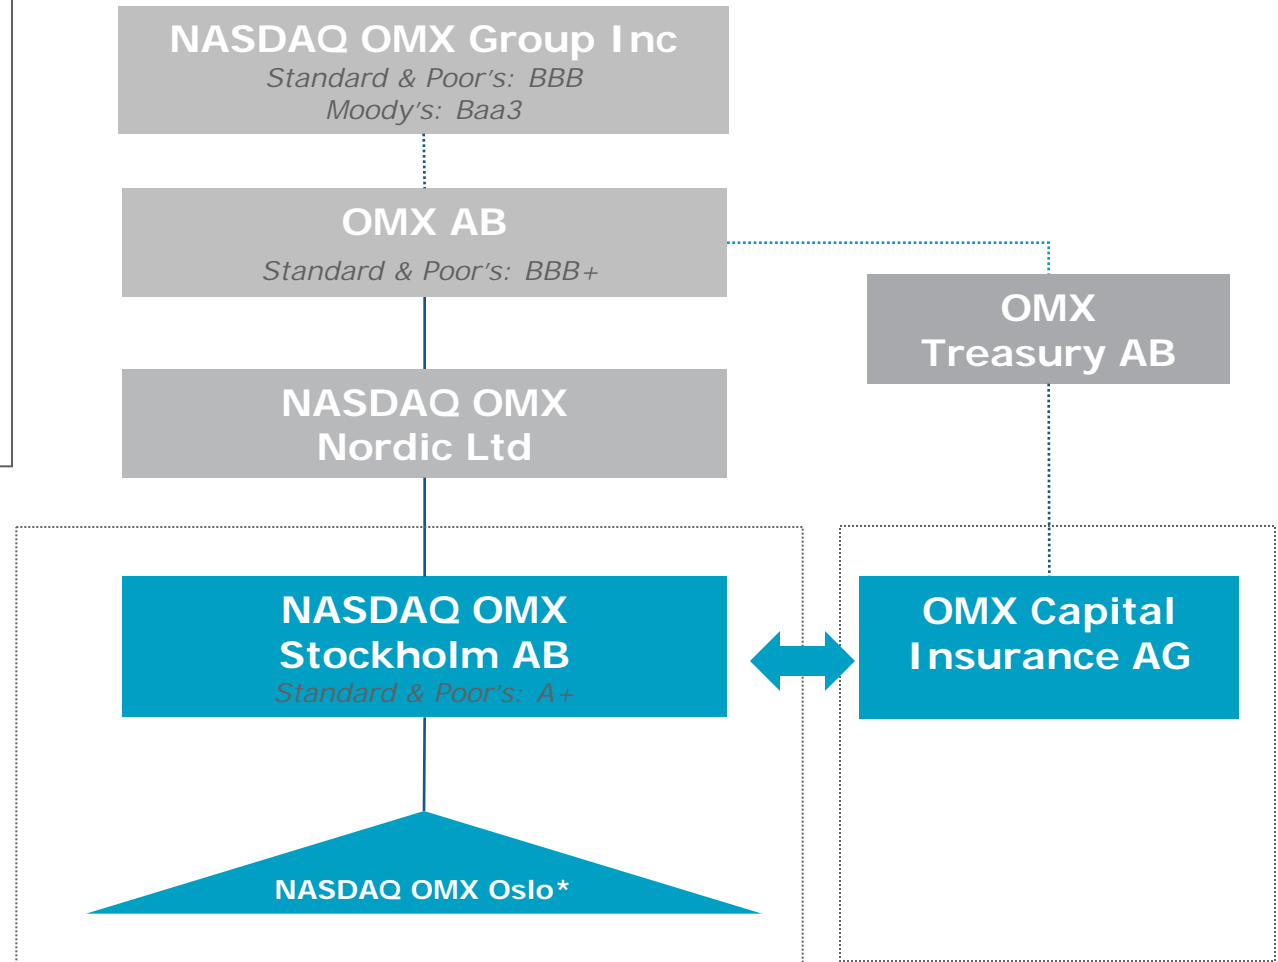 NASDAQ OMX Group Inc
Standard & Poor's: BBB
Moody's: Baa3
OMX AB
Standard & Poor's: BBB+
OMX
Treasury AB
NASDAQ OMX
Nordic Ltd
NASDAQ OMX
Stockholm AB
Standard & Poor's: A+
OMX Capital
Insurance AG
NASDAQ OMX Oslo*